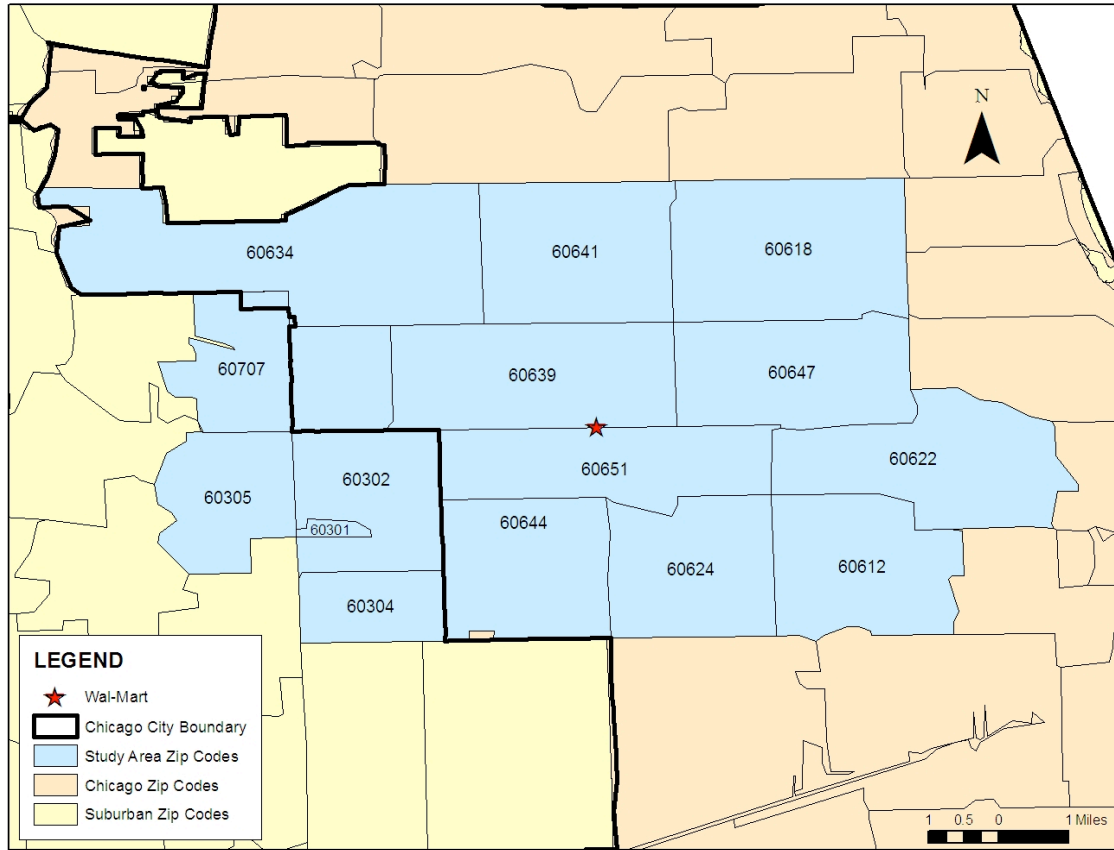 N
60634
60641
60618
60707
60639
60647
60651
60622
60305
60302
60301
60644
60624
60612
60304
LEGEND
Wal-Mart
Chicago City Boundary
Study Area Zip Codes
Chicago Zip Codes
Suburban Zip Codes
1 0.5 0 1 Miles